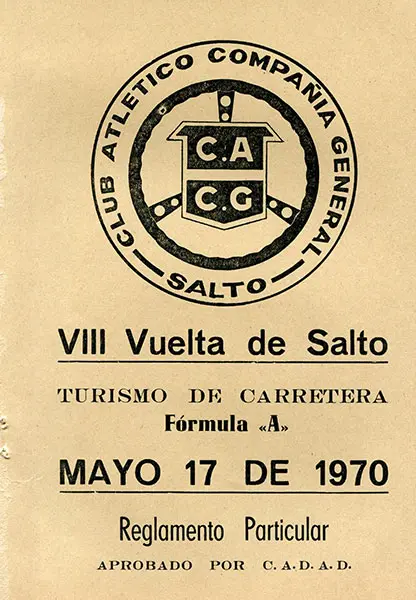 CLUB ATLETICO COMPAÑIA GENERAL
SALTO
C.A
C.G
VIII Vuelta de Salto
TURISMO DE CARRETERA
Fórmula «A»
MAYO 17 DE 1970
Reglamento Particular
APROBADO POR C.A.D.A.D.